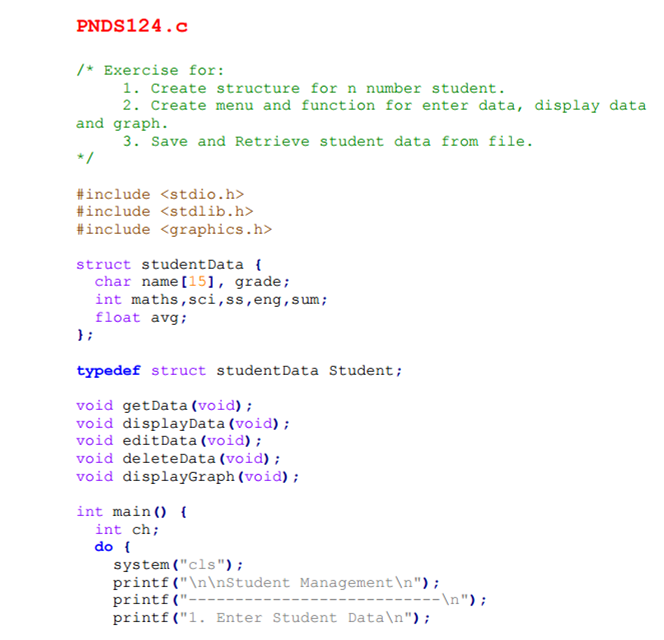 PNDS124.c
/* Exercise for:
1. Create structure for n number student.
2. Create menu and function for enter data, display data
and graph.
3. Save and Retrieve student data from file.
*/
#include <stdio.h>
#include <stdlib.h>
#include <graphics.h>
struct studentData {
char name[15], grade;
int maths,sci,ss,eng,sum;
float avg;
};
typedef struct studentData Student;
void getData(void);
void displayData(void);
void editData(void);
void deleteData(void);
void displayGraph(void);
int main() {
int ch;
do {
system("cls");
printf("\n\nStudent Management\n");
printf("---------------------------\n");
printf("1. Enter Student Data\n");